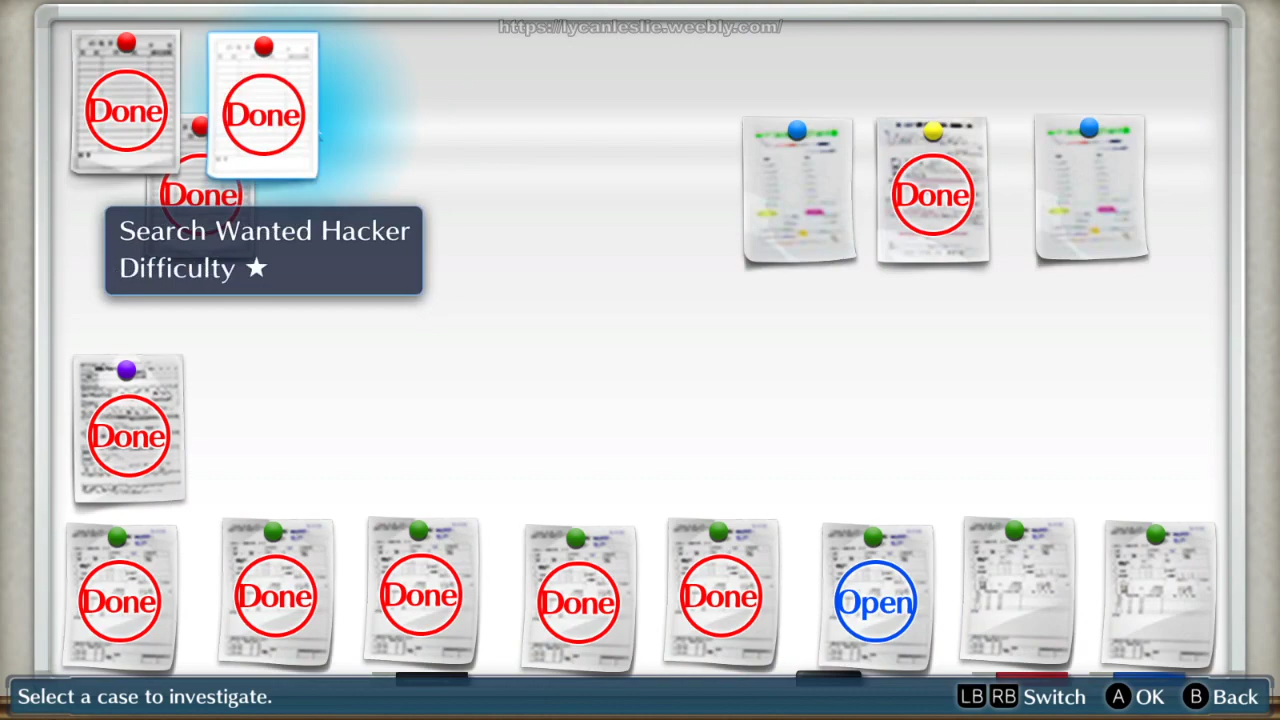 https://lycanleslie.weebly.com/
Done
Done
Done
Done
Search Wanted Hacker
Difficulty ★
Done
Done
Done
Done
Done
Done
Open
Select a case to investigate.
LB RB Switch A OK B Back